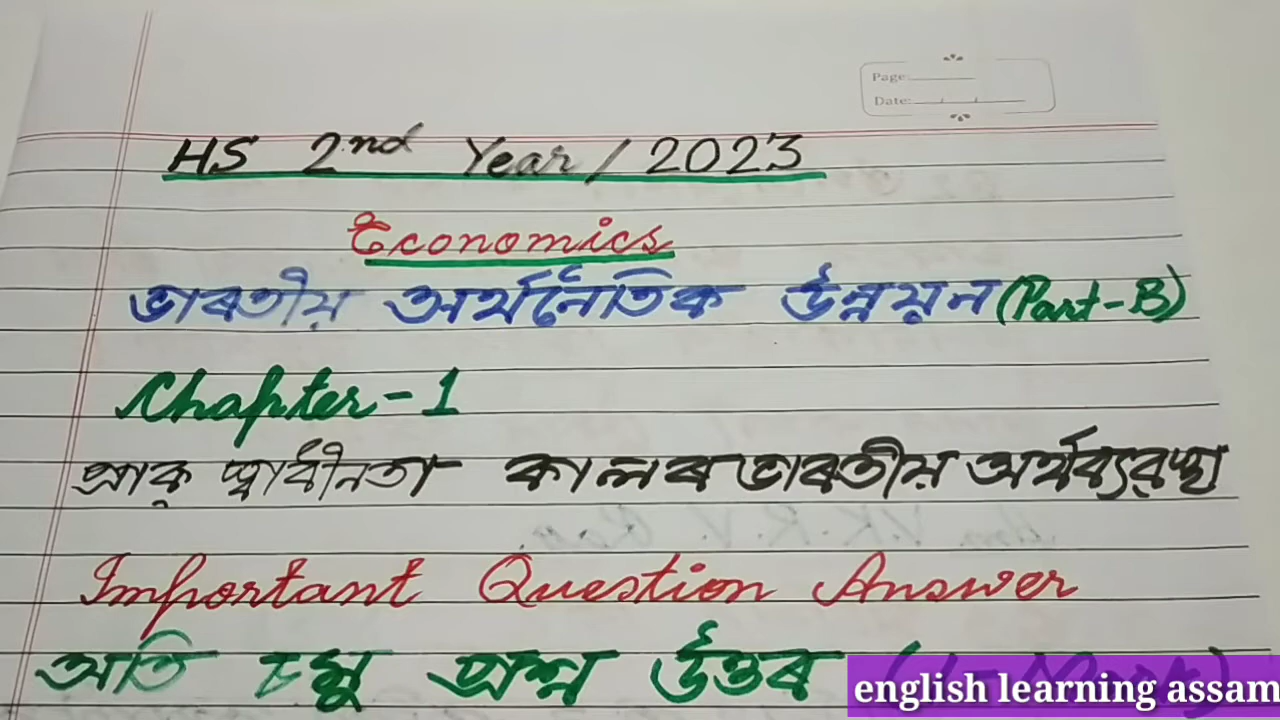 Page:
Date:
HS 2nd Year / 2023
Economics
ভাৰতীয় অৰ্থনৈতিক উন্নয়ন (Part-B)
Chapter-1
প্ৰাক্ স্বাধীনতা কালৰ ভাৰতীয় অৰ্থব্যৱস্থা
Important Question Answer
অতি চমু প্ৰশ্ন উত্তৰ
english learning assam